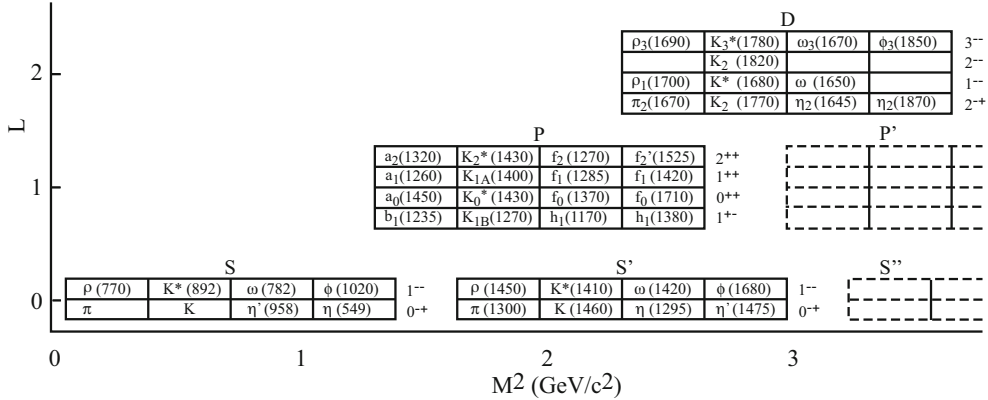 D
ρ3(1690) K3*(1780) ω3(1670) ϕ3(1850) 3--
2 K2 (1820) 2--
ρ1(1700) K* (1680) ω (1650) 1--
π2(1670) K2 (1770) η2(1645) η2(1870) 2-+
L
P P'
a2(1320) K2* (1430) f2(1270) f2'(1525) 2++
1 a1(1260) K1A(1400) f1(1285) f1(1420) 1++
a0(1450) K0* (1430) f0(1370) f0(1710) 0++
b1(1235) K1B(1270) h1(1170) h1(1380) 1+-
S S' S''
ρ (770) K* (892) ω (782) ϕ (1020) 1-- ρ (1450) K*(1410) ω (1420) ϕ (1680) 1--
0 π K η'(958) η (549) 0-+ π (1300) K (1460) η (1295) η'(1475) 0-+
0 1 2 3
M2 (GeV/c2)